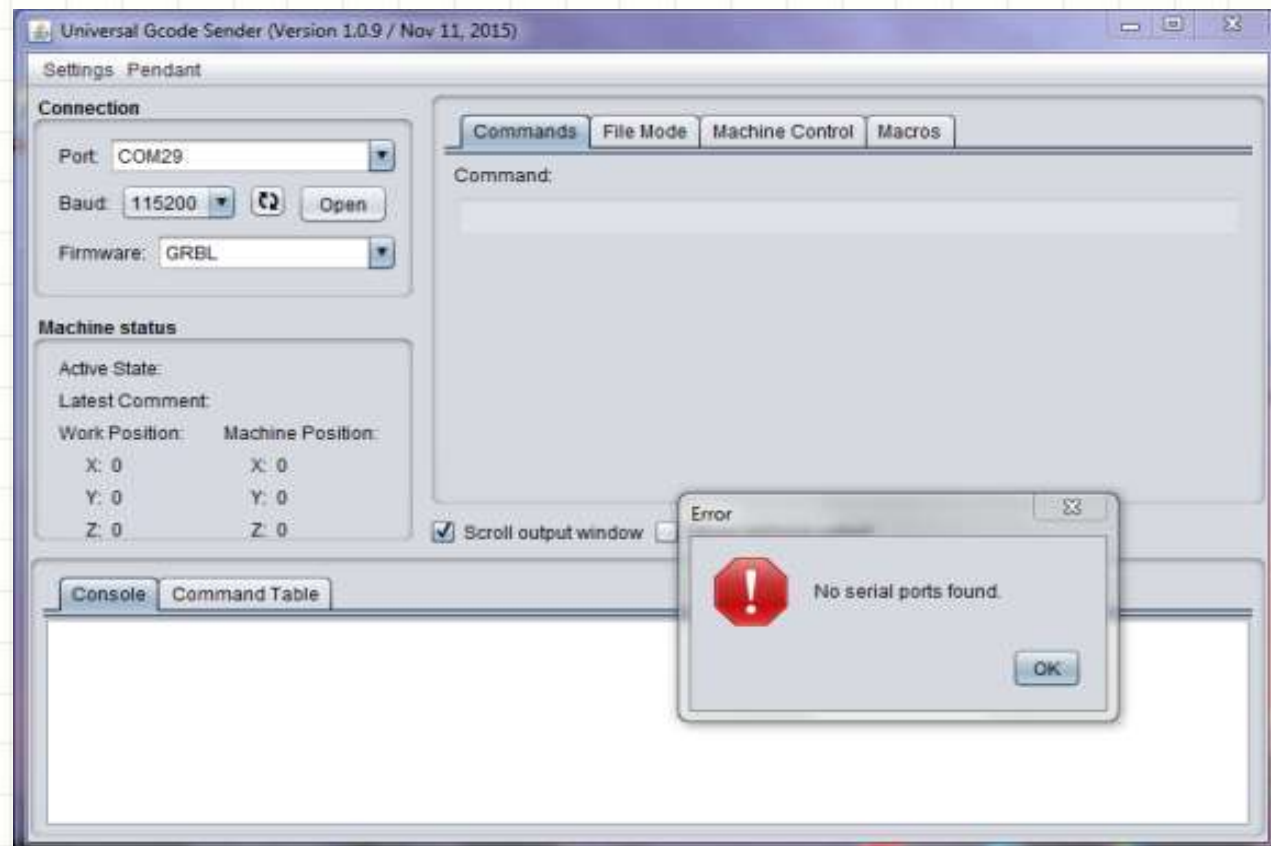 Universal Gcode Sender (Version 1.0.9 / Nov 11, 2015)
Settings Pendant
Connection
Port: COM29
Baud: 115200 Open
Firmware: GRBL
Machine status
Active State:
Latest Comment:
Work Position: Machine Position:
X: 0 X: 0
Y: 0 Y: 0
Z: 0 Z: 0
Commands File Mode Machine Control Macros
Command:
Scroll output window
Error
No serial ports found.
OK
Console Command Table